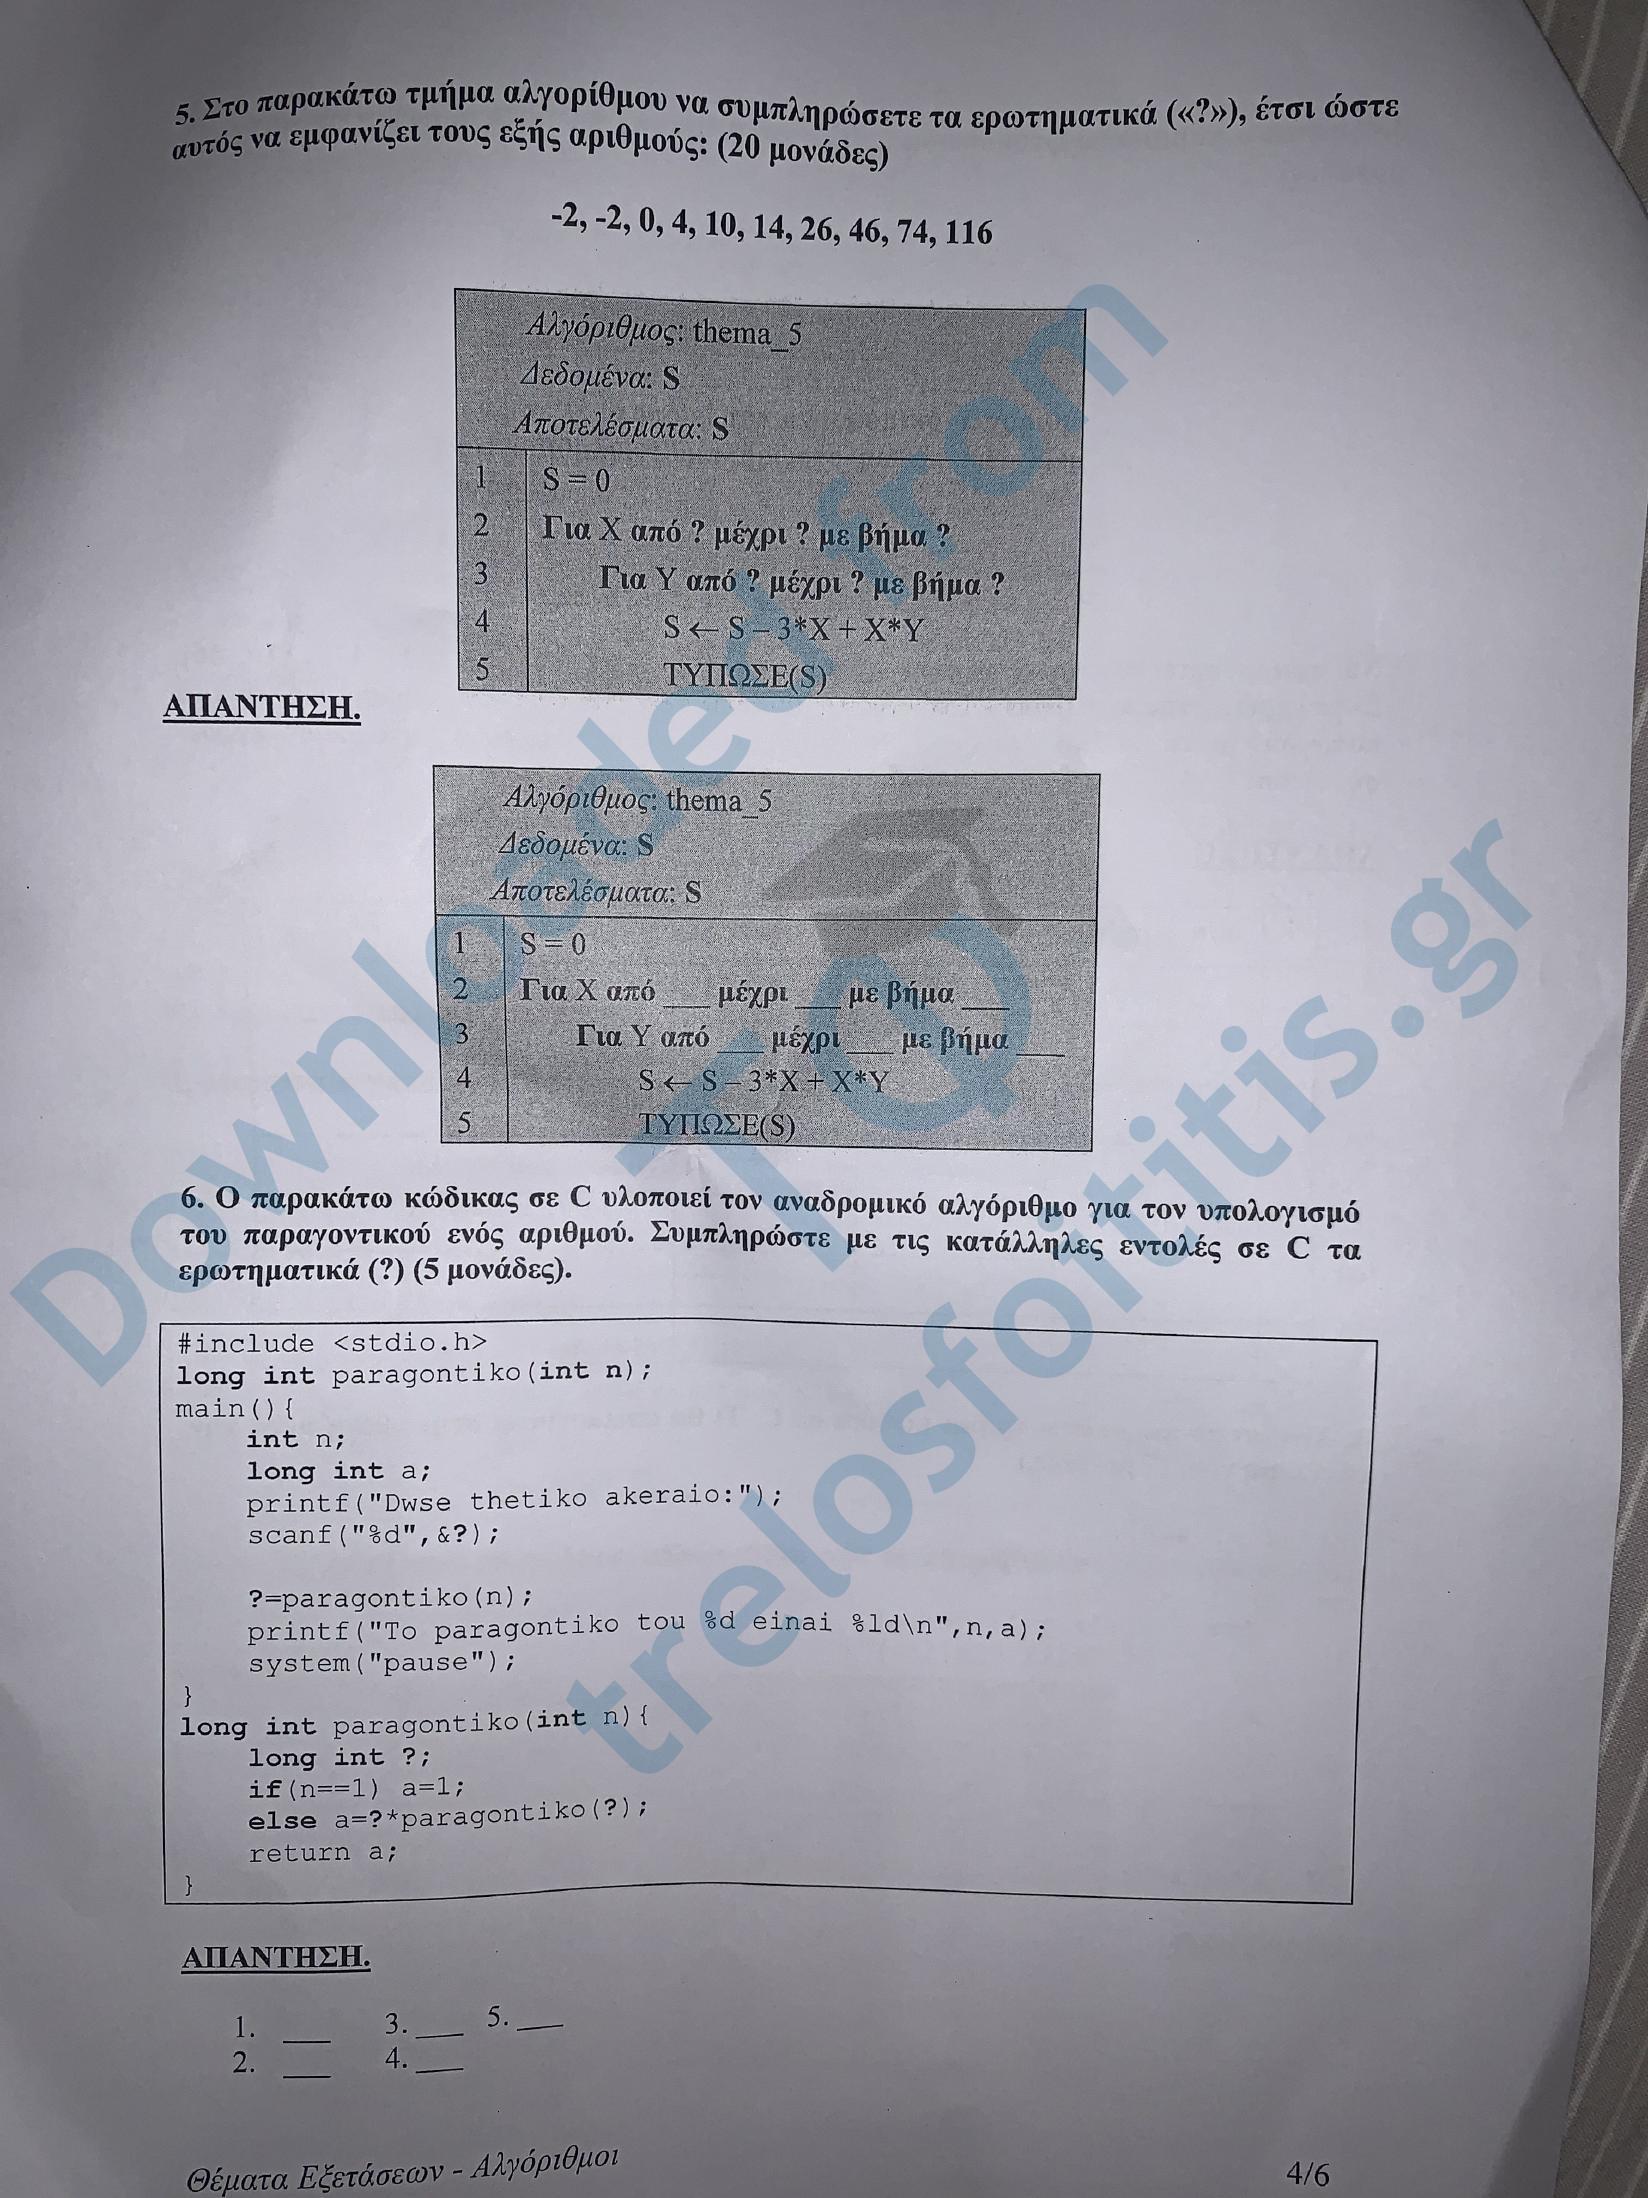 5. Στο παρακάτω τμήμα αλγορίθμου να συμπληρώσετε τα ερωτηματικά («?»), έτσι ώστε
αυτός να εμφανίζει τους εξής αριθμούς: (20 μονάδες)
-2, -2, 0, 4, 10, 14, 26, 46, 74, 116
Αλγόριθμος: thema_5
Δεδομένα: S
Αποτελέσματα: S
1 S = 0
2 Για X από ? μέχρι ? με βήμα ?
3 Για Y από ? μέχρι ? με βήμα ?
4 S ← S – 3*X + X*Y
5 ΤΥΠΩΣΕ(S)
ΑΠΑΝΤΗΣΗ.
Αλγόριθμος: thema_5
Δεδομένα: S
Αποτελέσματα: S
1 S = 0
2 Για X από ___ μέχρι ___ με βήμα ___
3 Για Y από ___ μέχρι ___ με βήμα ___
4 S ← S – 3*X + X*Y
5 ΤΥΠΩΣΕ(S)
6. Ο παρακάτω κώδικας σε C υλοποιεί τον αναδρομικό αλγόριθμο για τον υπολογισμό
του παραγοντικού ενός αριθμού. Συμπληρώστε με τις κατάλληλες εντολές σε C τα
ερωτηματικά (?) (5 μονάδες).
#include <stdio.h>
long int paragontiko(int n);
main(){
int n;
long int a;
printf("Dwse thetiko akeraio:");
scanf("%d",&?);
?=paragontiko(n);
printf("To paragontiko tou %d einai %ld\n",n,a);
system("pause");
}
long int paragontiko(int n){
long int ?;
if(n==1) a=1;
else a=?*paragontiko(?);
return a;
}
ΑΠΑΝΤΗΣΗ.
1. ___ 3. ___ 5. ___
2. ___ 4. ___
Θέματα Εξετάσεων - Αλγόριθμοι 4/6
Downloaded from
TQ
trelosfoititis.gr